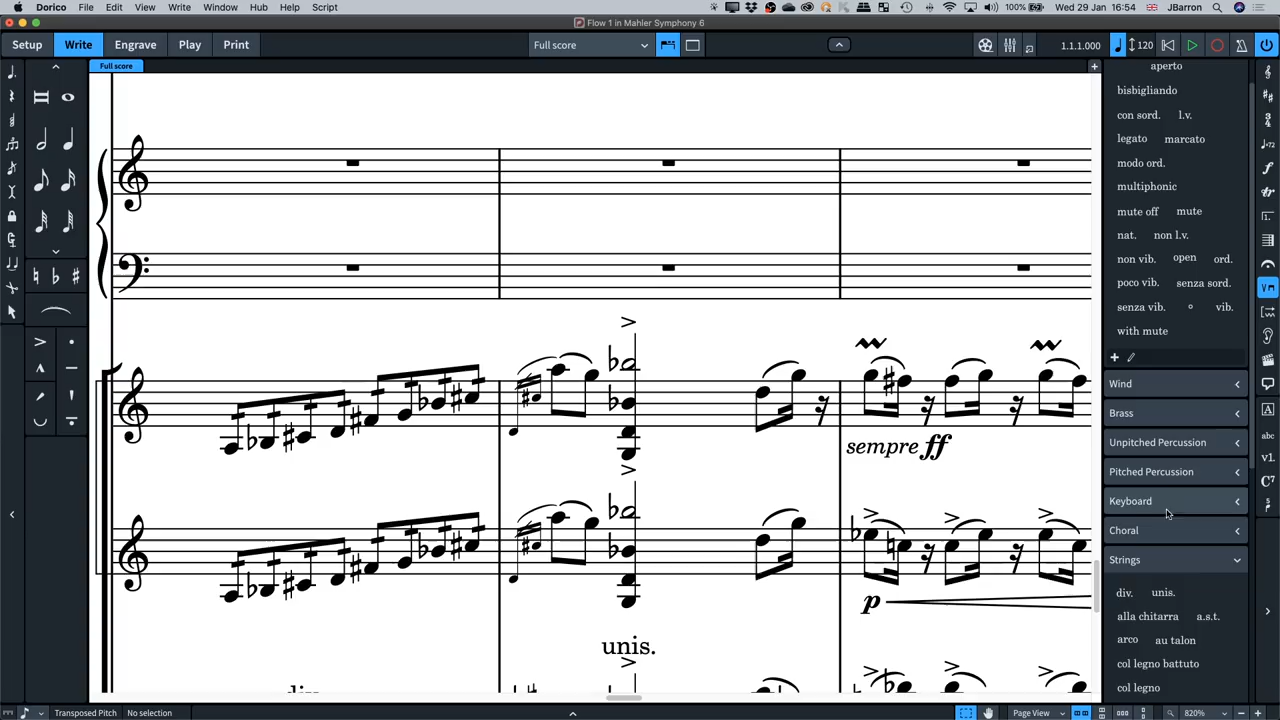 Dorico File Edit View Write Window Hub Help Script 100% Wed 29 Jan 16:54 JBarron
Flow 1 in Mahler Symphony 6
Setup Write Engrave Play Print Full score 1.1.1.000 120
Full score
aperto
bisbigliando
con sord. l.v.
legato marcato
modo ord.
multiphonic
mute off mute
nat. non l.v.
non vib. open ord.
poco vib. senza sord.
senza vib. o vib.
with mute
Wind
Brass
Unpitched Percussion
Pitched Percussion
Keyboard
Choral
Strings
div. unis.
alla chitarra a.s.t.
arco au talon
col legno battuto
col legno
sempre ff
p
unis.
Transposed Pitch No selection Page View 820%